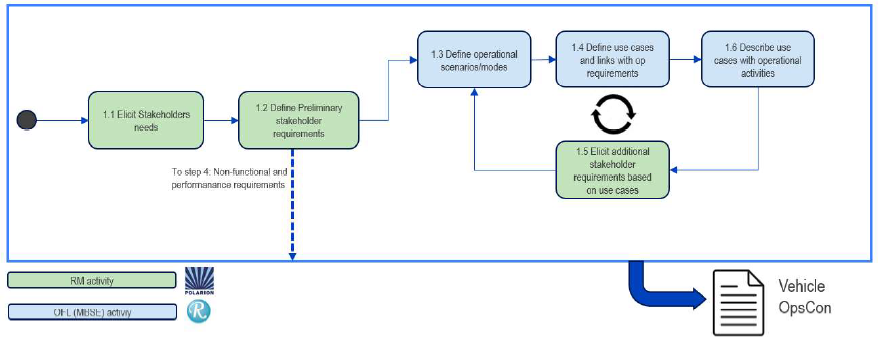 1.1 Elicit Stakeholders
needs
1.2 Define Preliminary
stakeholder
requirements
1.3 Define operational
scenarios/modes
1.4 Define use cases
and links with op
requirements
1.6 Describe use
cases with operational
activities
1.5 Elicit additional
stakeholder
requirements based
on use cases
To step 4: Non-functional and
performanance requirements
RM activity
POLARION
OFL (MBSE) activiy
R
Vehicle
OpsCon